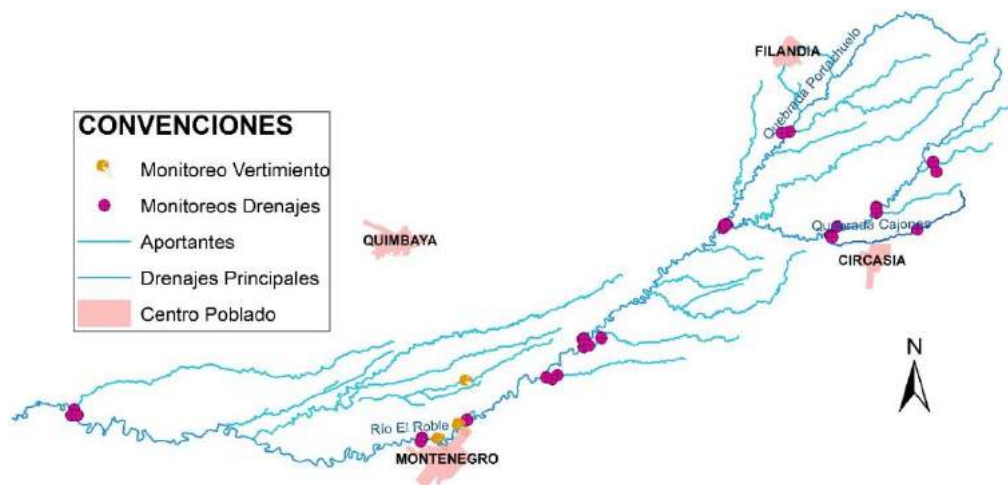 FILANDIA
Quebrada Portachuelo
CONVENCIONES
Monitoreo Vertimiento
Monitoreos Drenajes
Aportantes
Drenajes Principales
Centro Poblado
QUIMBAYA
Quebrada Cajones
CIRCASIA
N
Río El Roble
MONTENEGRO